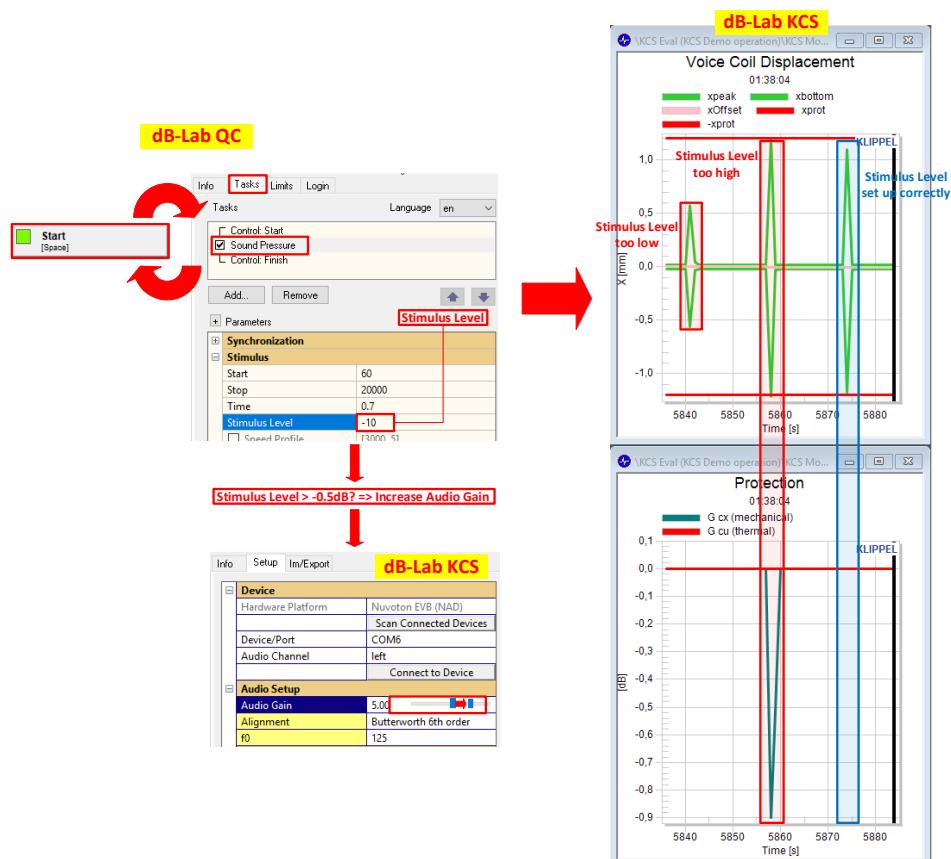 dB-Lab QC
Start
[Space]
Info Tasks Limits Login
Tasks Language en
Control: Start
Sound Pressure
Control: Finish
Add... Remove
Stimulus Level
Parameters
Synchronization
Stimulus
Start 60
Stop 20000
Time 0.7
Stimulus Level -10
Speed Profile [3000, 5]
Stimulus Level > -0.5dB? => Increase Audio Gain
dB-Lab KCS
Info Setup Im/Export
Device
Hardware Platform Nuvoton EVB (NAD)
Scan Connected Devices
Device/Port COM6
Audio Channel left
Connect to Device
Audio Setup
Audio Gain 5.00
Alignment Butterworth 6th order
f0 125
dB-Lab KCS
\KCS Eval (KCS Demo operation)\KCS Mo...
Voice Coil Displacement
01:38:04
xpeak xbottom
xOffset xprot
-xprot
KLIPPEL
Stimulus Level
too high
Stimulus Level
set up correctly
Stimulus Level
too low
X [mm]
1,0
0,5
0,0
-0,5
-1,0
5840 5850 5860 5870 5880
Time [s]
\KCS Eval (KCS Demo operation)\KCS Mo...
Protection
01:38:04
G cx (mechanical)
G cu (thermal)
KLIPPEL
[dB]
0,1
0,0
-0,1
-0,2
-0,3
-0,4
-0,5
-0,6
-0,7
-0,8
-0,9
5840 5850 5860 5870 5880
Time [s]